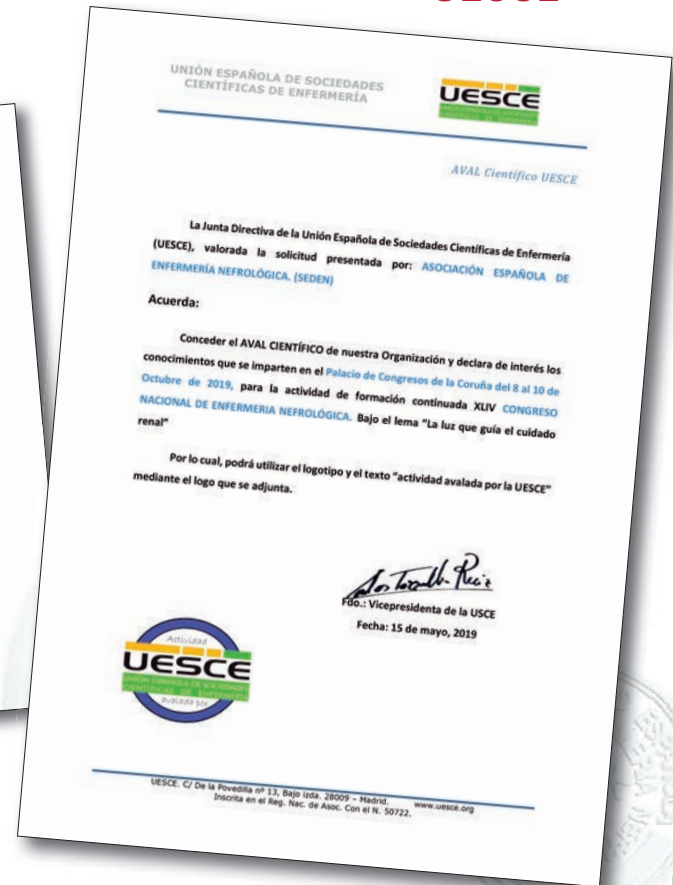 UNIÓN ESPAÑOLA DE SOCIEDADES
CIENTÍFICAS DE ENFERMERÍA
UESCE
AVAL Científico UESCE
La Junta Directiva de la Unión Española de Sociedades Científicas de Enfermería
(UESCE), valorada la solicitud presentada por: ASOCIACIÓN ESPAÑOLA DE
ENFERMERÍA NEFROLÓGICA. (SEDEN)
Acuerda:
Conceder el AVAL CIENTÍFICO de nuestra Organización y declara de interés los
conocimientos que se imparten en el Palacio de Congresos de la Coruña del 8 al 10 de
Octubre de 2019, para la actividad de formación continuada XLIV CONGRESO
NACIONAL DE ENFERMERIA NEFROLÓGICA. Bajo el lema "La luz que guía el cuidado
renal"
Por lo cual, podrá utilizar el logotipo y el texto "actividad avalada por la UESCE"
mediante el logo que se adjunta.
Fdo.: Vicepresidenta de la USCE
Fecha: 15 de mayo, 2019
Actividad
UESCE
UNIÓN ESPAÑOLA DE SOCIEDADES
CIENTÍFICAS DE ENFERMERÍA
avalada por
UESCE. C/ De la Povedilla nº 13, Bajo izda. 28009 – Madrid. www.uesce.org
Inscrita en el Reg. Nac. de Asoc. Con el N. 50722.